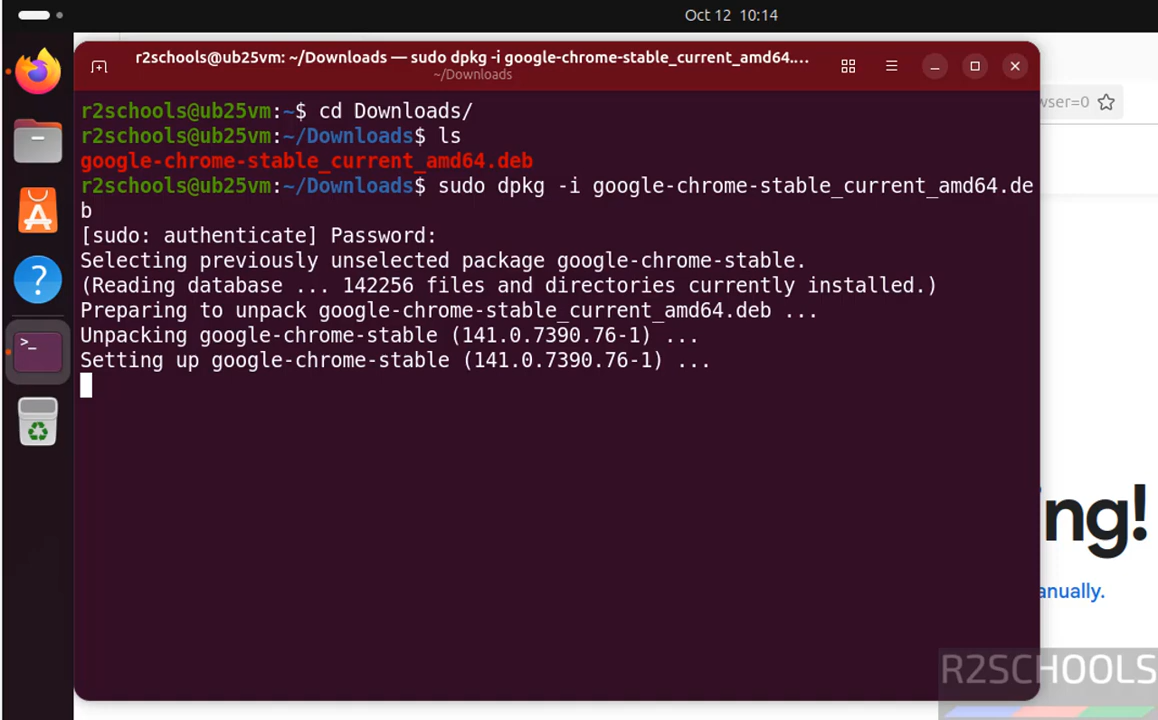 Oct 12 10:14
r2schools@ub25vm: ~/Downloads — sudo dpkg -i google-chrome-stable_current_amd64....
~/Downloads
wser=0
r2schools@ub25vm:~$ cd Downloads/
r2schools@ub25vm:~/Downloads$ ls
google-chrome-stable_current_amd64.deb
r2schools@ub25vm:~/Downloads$ sudo dpkg -i google-chrome-stable_current_amd64.de
b
[sudo: authenticate] Password:
Selecting previously unselected package google-chrome-stable.
(Reading database ... 142256 files and directories currently installed.)
Preparing to unpack google-chrome-stable_current_amd64.deb ...
Unpacking google-chrome-stable (141.0.7390.76-1) ...
Setting up google-chrome-stable (141.0.7390.76-1) ...
ng!
anually.
R2SCHOOLS